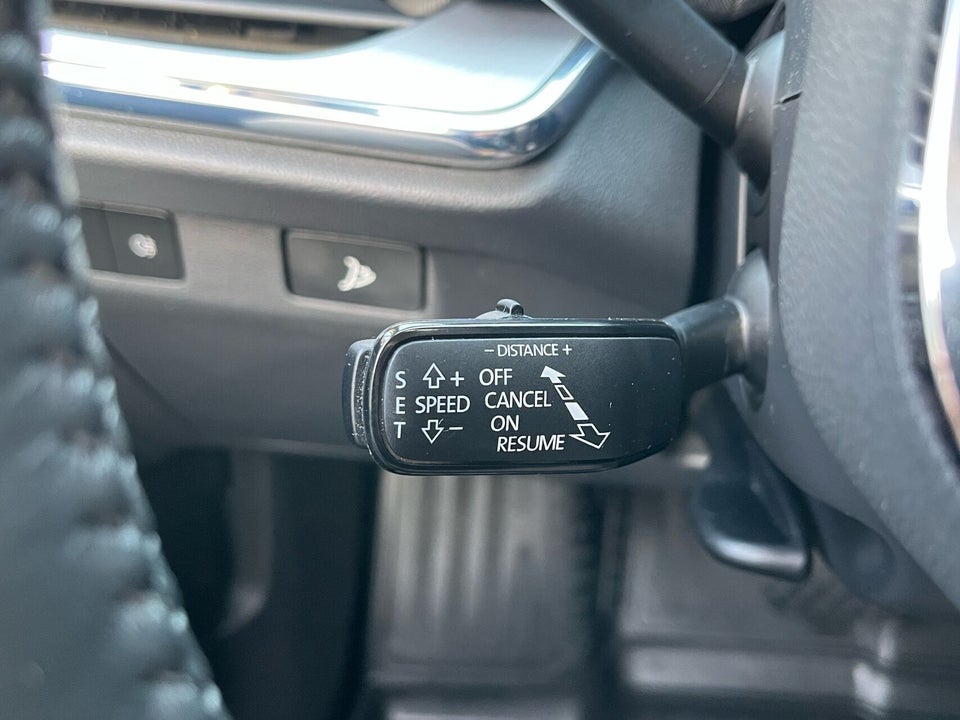 – DISTANCE +
S + OFF
E SPEED CANCEL
T – ON
RESUME